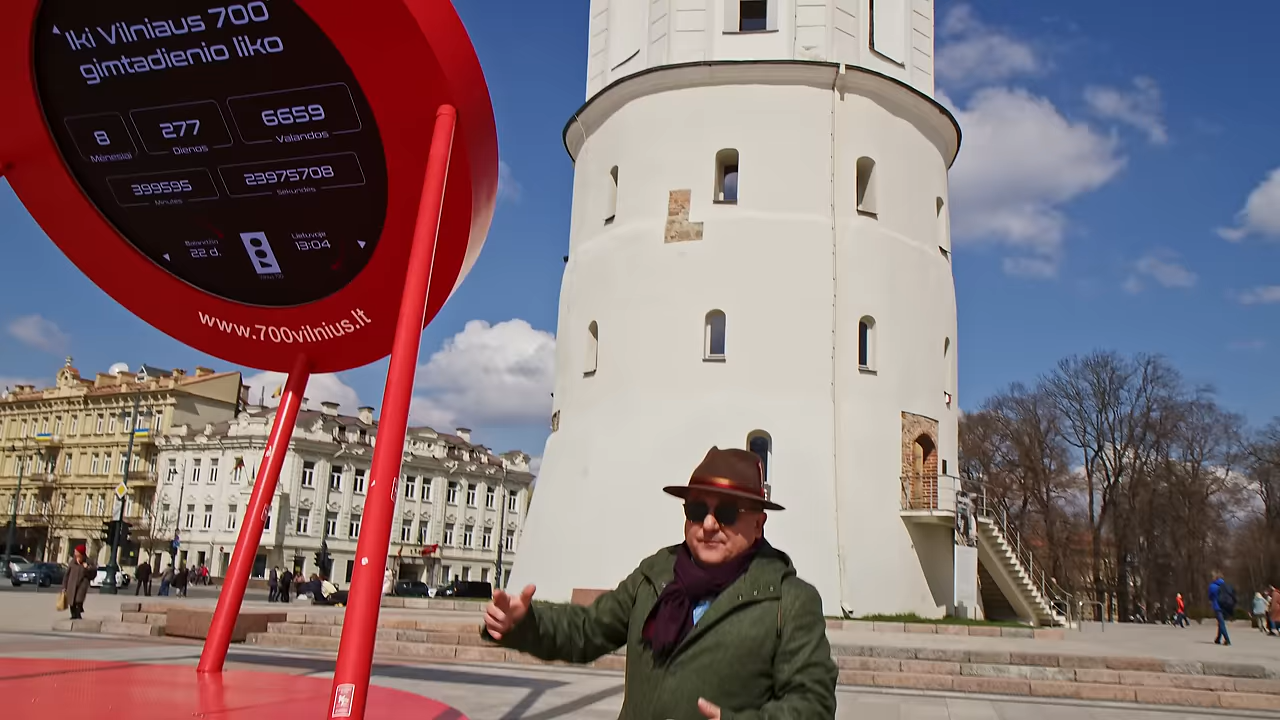 Iki Vilniaus 700
gimtadienio liko
8
Mėnesiai
277
Dienos
6659
Valandos
399595
Minutės
23975708
Sekundės
Balandžio
22 d.
Lietuvoje
13:04
www.700vilnius.lt